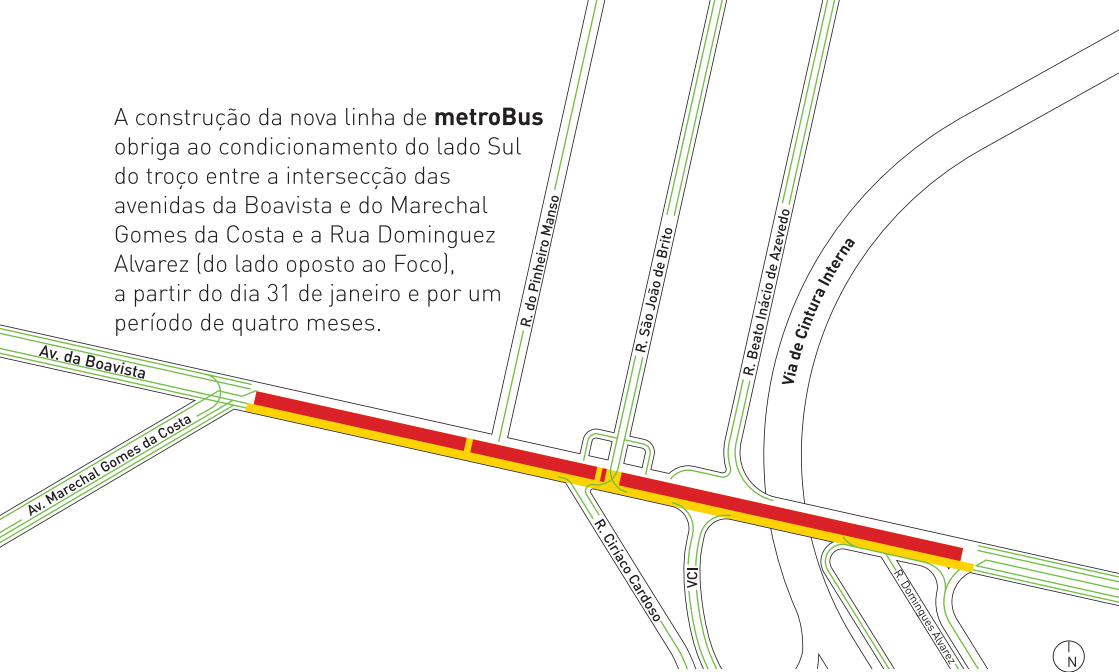 A construção da nova linha de metroBus
obriga ao condicionamento do lado Sul
do troço entre a intersecção das
avenidas da Boavista e do Marechal
Gomes da Costa e a Rua Dominguez
Alvarez (do lado oposto ao Foco),
a partir do dia 31 de janeiro e por um
período de quatro meses.
Av. da Boavista
Av. Marechal Gomes da Costa
R. do Pinheiro Manso
R. São João de Brito
R. Beato Inácio de Azevedo
Via de Cintura Interna
R. Ciríaco Cardoso
VCI
R. Domingues Alvarez
N